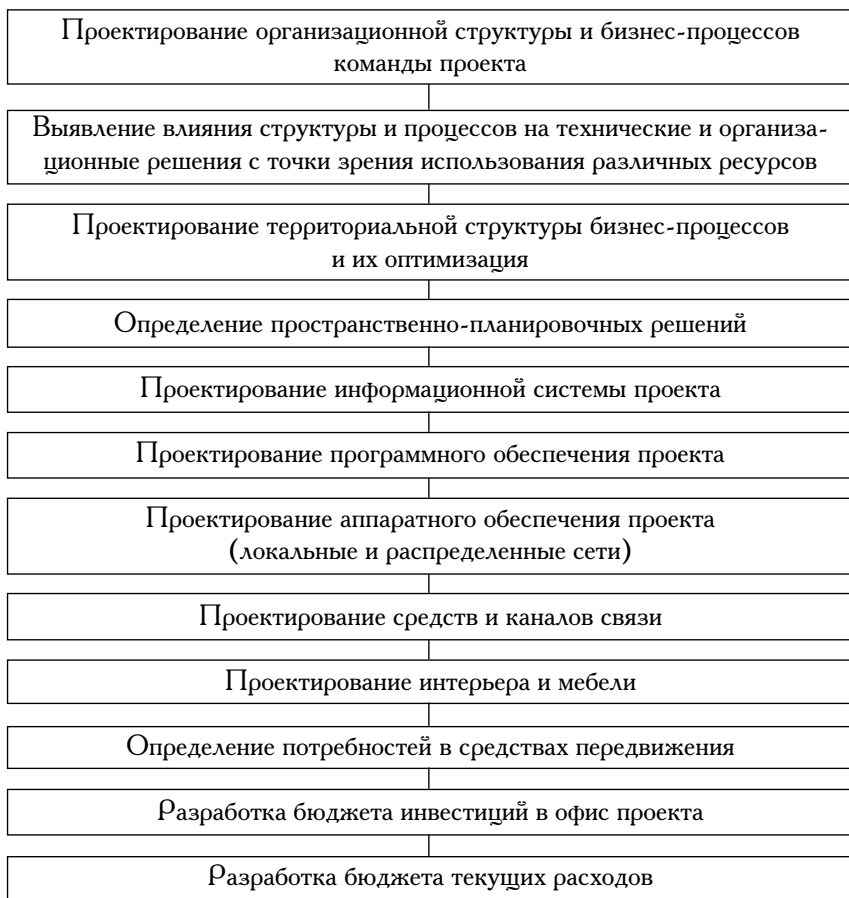 Проектирование организационной структуры и бизнес-процессов
команды проекта
Выявление влияния структуры и процессов на технические и организа-
ционные решения с точки зрения использования различных ресурсов
Проектирование территориальной структуры бизнес-процессов
и их оптимизация
Определение пространственно-планировочных решений
Проектирование информационной системы проекта
Проектирование программного обеспечения проекта
Проектирование аппаратного обеспечения проекта
(локальные и распределенные сети)
Проектирование средств и каналов связи
Проектирование интерьера и мебели
Определение потребностей в средствах передвижения
Разработка бюджета инвестиций в офис проекта
Разработка бюджета текущих расходов